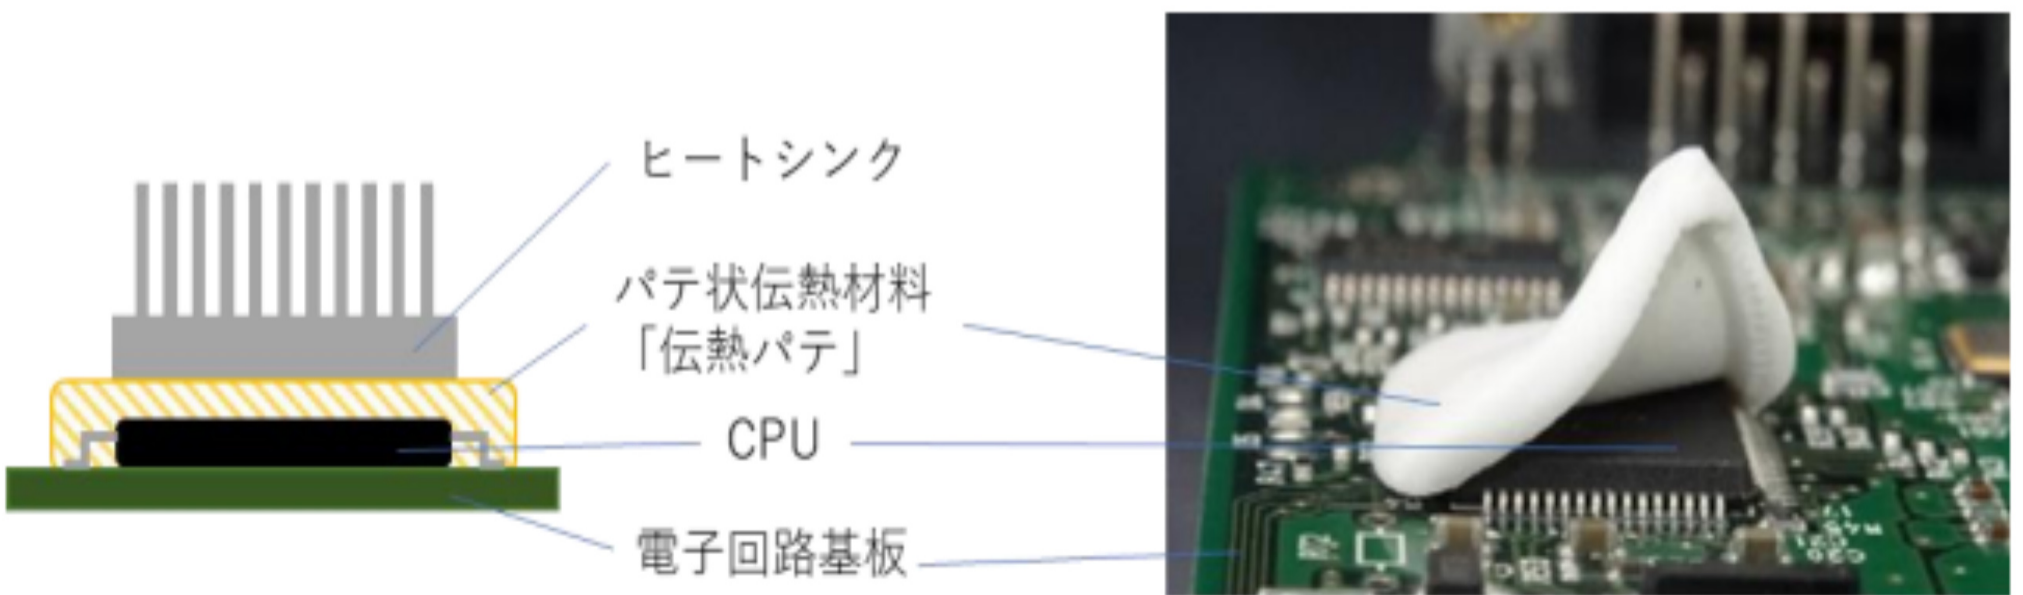 ヒートシンク
パテ状伝熱材料
「伝熱パテ」
CPU
電子回路基板